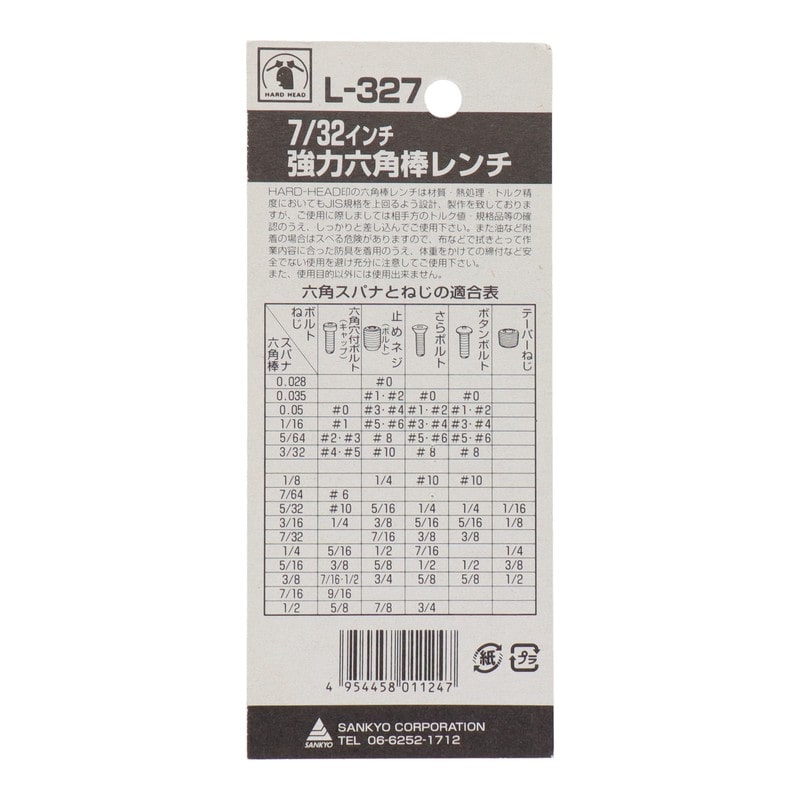 HARD HEAD
L-327
7/32インチ
強力六角棒レンチ
HARD-HEAD印の六角棒レンチは材質・熱処理・トルク精
度においてもJIS規格を上回るよう設計、製作を致しており
ますが、ご使用に際しましては相手方のトルク値・規格品等の確
認のうえ、しっかりと差し込んでご使用下さい。また油など附
着の場合はスベる危険がありますので、布などで拭きとって作
業内容に合った防具を着用のうえ、体重をかけての締付など安
全でない使用を避け充分に注意してご使用下さい。
また、使用目的以外には使用出来ません。
六角スパナとねじの適合表
ボルト ねじ スパナ 六角棒 六角穴付ボルト (キャップ) 止めネジ (ボルト) さらボルト ボタンボルト テーパーねじ
0.028 #0
0.035 #1・#2 #0 #0
0.05 #0 #3・#4 #1・#2 #1・#2
1/16 #1 #5・#6 #3・#4 #3・#4
5/64 #2・#3 #8 #5・#6 #5・#6
3/32 #4・#5 #10 #8 #8
1/8 1/4 #10 #10
7/64 #6
5/32 #10 5/16 1/4 1/4 1/16
3/16 1/4 3/8 5/16 5/16 1/8
7/32 7/16 3/8 3/8
1/4 5/16 1/2 7/16 1/4
5/16 3/8 5/8 1/2 1/2 3/8
3/8 7/16・1/2 3/4 5/8 5/8 1/2
7/16 9/16
1/2 5/8 7/8 3/4
4 954458 011247
紙 プラ
SANKYO
SANKYO CORPORATION
TEL 06-6252-1712